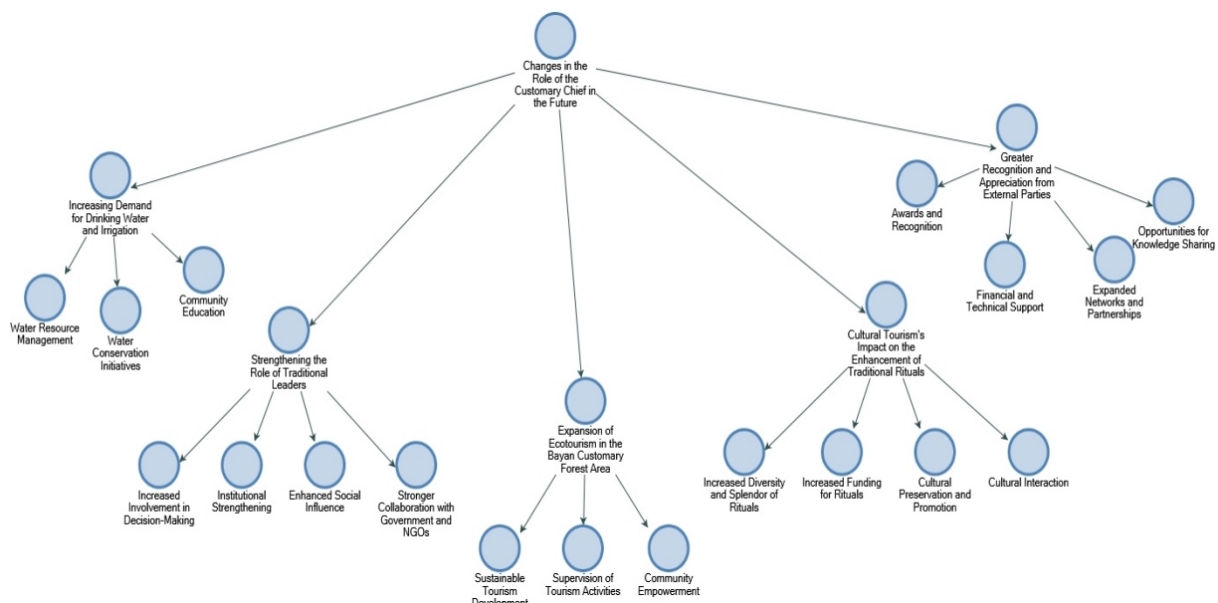 Changes in the
Role of the
Customary Chief in
the Future
Increasing Demand
for Drinking Water
and Irrigation
Water Resource
Management
Water
Conservation
Initiatives
Community
Education
Strengthening the
Role of Traditional
Leaders
Increased
Involvement in
Decision-Making
Institutional
Strengthening
Enhanced Social
Influence
Stronger
Collaboration with
Government and
NGOs
Expansion of
Ecotourism in the
Bayan Customary
Forest Area
Sustainable
Tourism
Development
Supervision of
Tourism Activities
Community
Empowerment
Cultural Tourism's
Impact on the
Enhancement of
Traditional Rituals
Increased Diversity
and Splendor of
Rituals
Increased Funding
for Rituals
Cultural
Preservation and
Promotion
Cultural Interaction
Greater
Recognition and
Appreciation from
External Parties
Awards and
Recognition
Financial and
Technical Support
Expanded
Networks and
Partnerships
Opportunities for
Knowledge Sharing